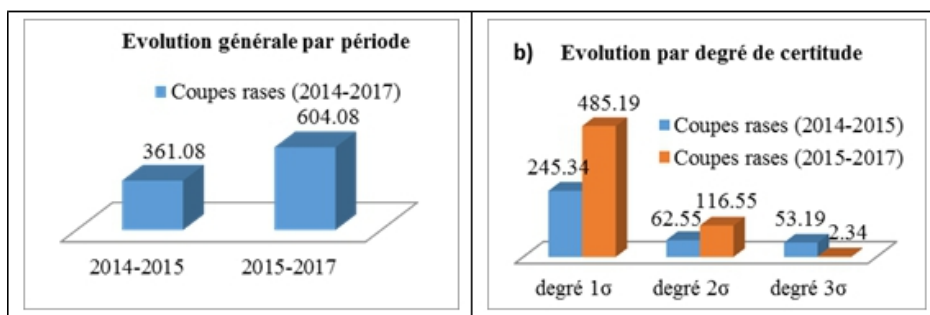 Evolution générale par période
Coupes rases (2014-2017)
604.08
361.08
2014-2015 2015-2017
b) Evolution par degré de certitude
485.19
Coupes rases (2014-2015)
Coupes rases (2015-2017)
245.34
116.55
62.55 53.19
2.34
degré 1σ degré 2σ degré 3σ